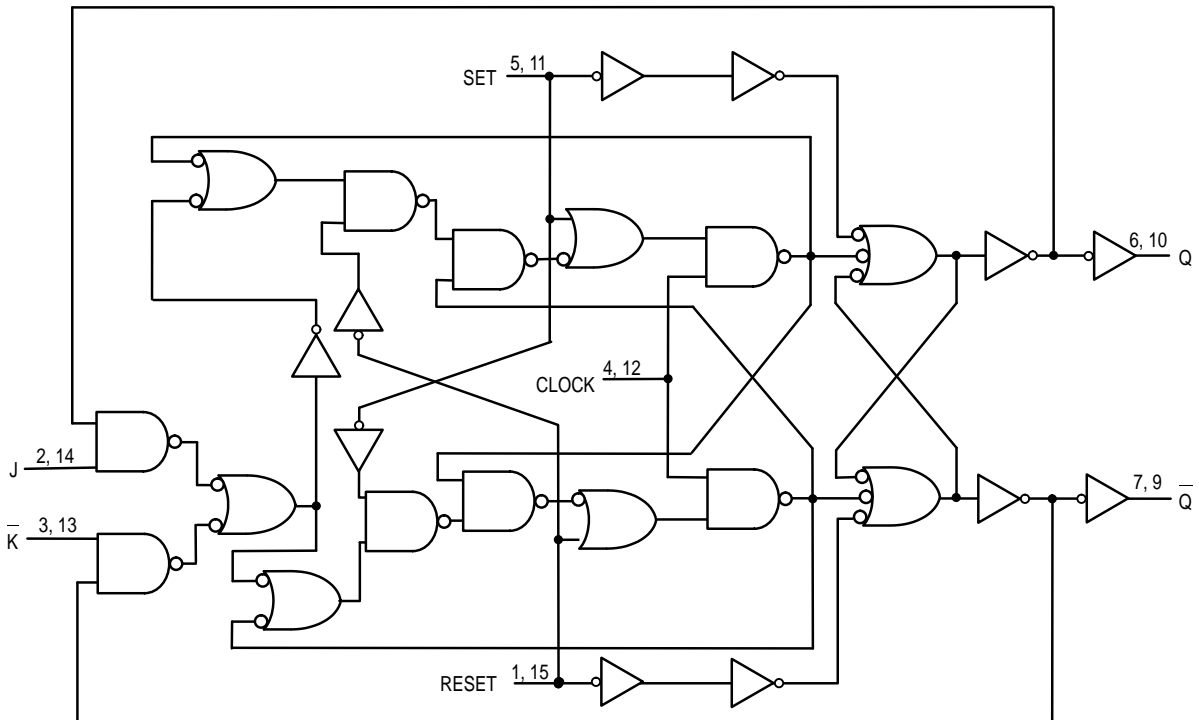 5, 11
SET
6, 10
Q
4, 12
CLOCK
2, 14
J
3, 13
K̅
7, 9
Q̅
1, 15
RESET